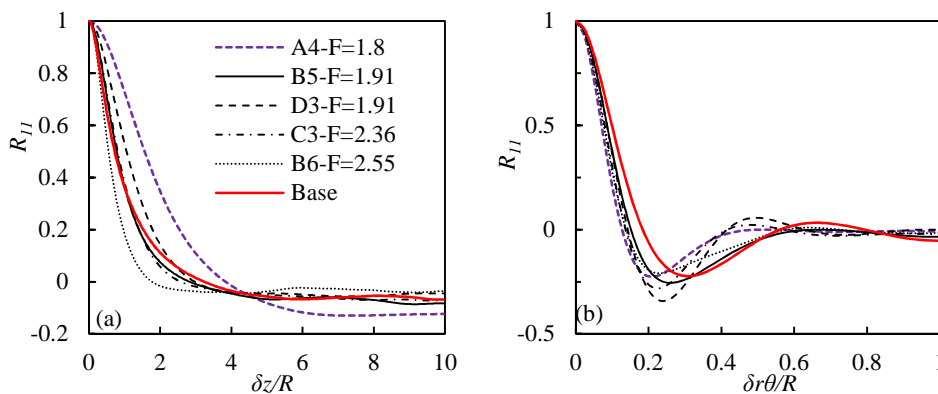 1
0.8
0.6
0.4
0.2
0
-0.2
R11
0
2
4
6
8
10
δz/R
(a)
A4-F=1.8
B5-F=1.91
D3-F=1.91
C3-F=2.36
B6-F=2.55
Base
1
0.5
0
-0.5
R11
0
0.2
0.4
0.6
0.8
δrθ/R
(b)